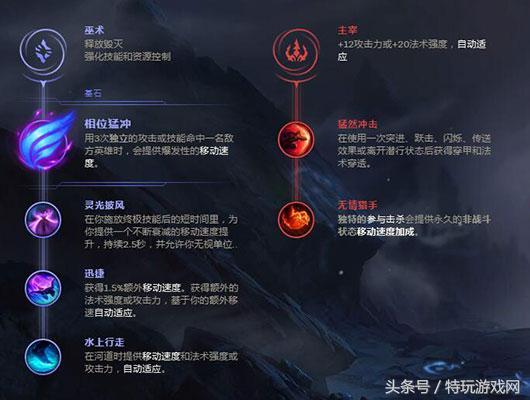 巫术
释放毁灭
强化技能和资源控制
基石
相位猛冲
用3次独立的攻击或技能命中一名敌
方英雄时，会提供爆发性的移动速
度。
灵光披风
在你施放终极技能后的短时间里，为
你提供一个不断衰减的移动速度提
升，持续2.5秒，并允许你无视单位.
迅捷
获得1.5%额外移动速度。获得额外的
法术强度或攻击力，基于你的额外移
速自动适应。
水上行走
在河道时提供移动速度和法术强度或
攻击力，自动适应。
主宰
+12攻击力或+20法术强度，自动适
应
猛然冲击
在使用一次突进、跃击、闪烁、传送
效果或离开潜行状态后获得穿甲和法
术穿透。
无情猎手
独特的参与击杀会提供永久的非战斗
状态移动速度加成。
头条号 / 特玩游戏网